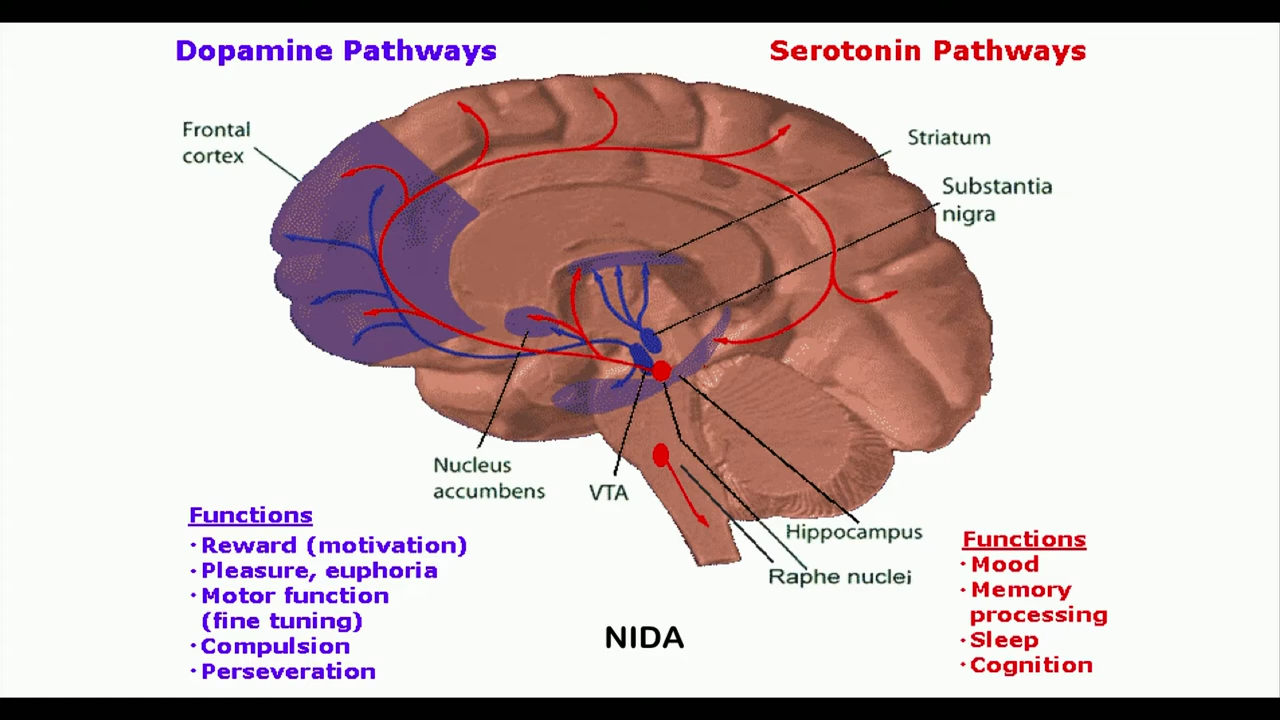 Dopamine Pathways
Serotonin Pathways
Frontal
cortex
Striatum
Substantia
nigra
Nucleus
accumbens
VTA
Hippocampus
Raphe nuclei
Functions
·Reward (motivation)
·Pleasure, euphoria
·Motor function
(fine tuning)
·Compulsion
·Perseveration
NIDA
Functions
·Mood
·Memory
processing
·Sleep
·Cognition